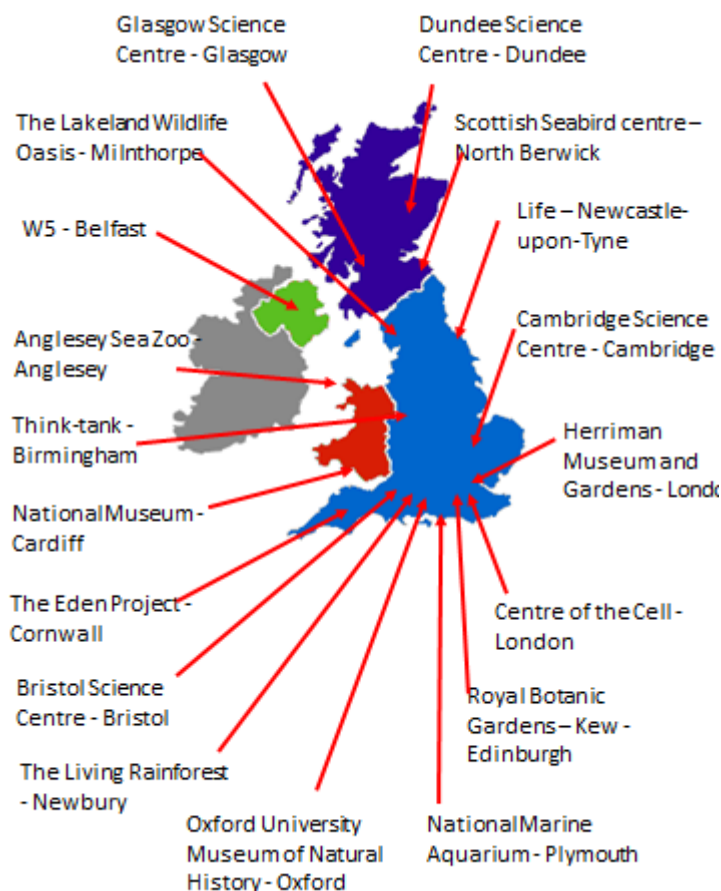 Glasgow Science
Centre - Glasgow
Dundee Science
Centre - Dundee
The Lakeland Wildlife
Oasis - Milnthorpe
Scottish Seabird centre –
North Berwick
W5 - Belfast
Life – Newcastle-
upon-Tyne
Anglesey Sea Zoo -
Anglesey
Cambridge Science
Centre - Cambridge
Think-tank -
Birmingham
Herriman
Museum and
Gardens - Lond
National Museum -
Cardiff
The Eden Project -
Cornwall
Centre of the Cell -
London
Bristol Science
Centre - Bristol
Royal Botanic
Gardens – Kew -
Edinburgh
The Living Rainforest
- Newbury
Oxford University
Museum of Natural
History - Oxford
National Marine
Aquarium - Plymouth